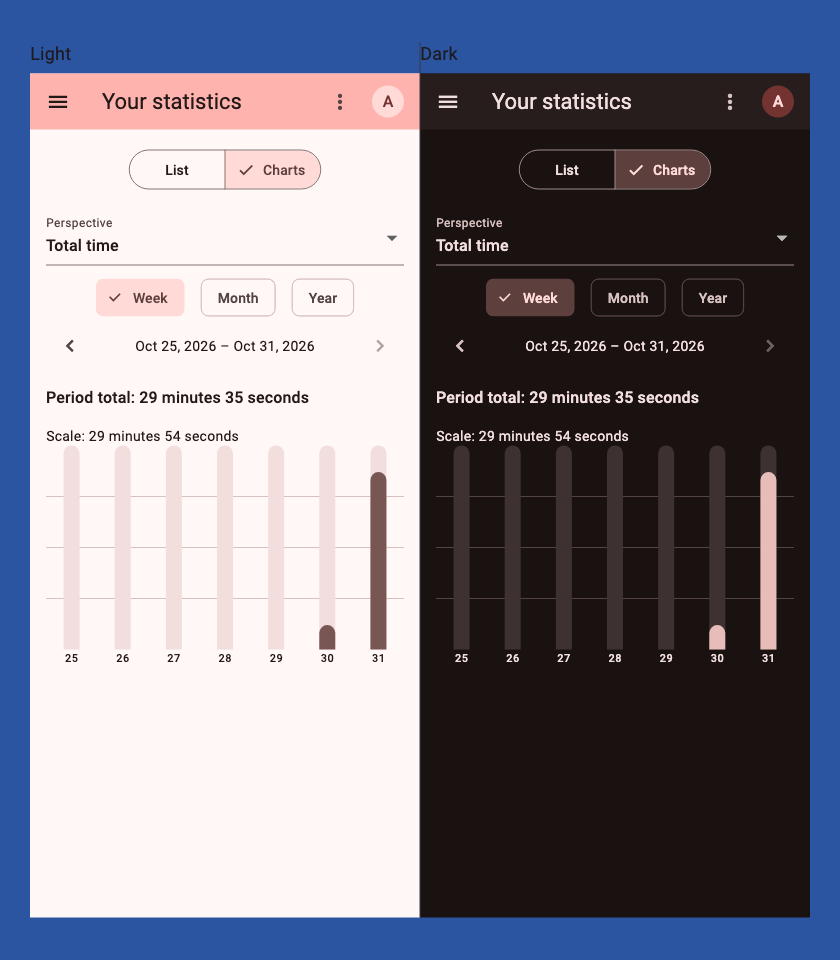 Light
Your statistics
A
List
Charts
Perspective
Total time
Week
Month
Year
Oct 25, 2026 – Oct 31, 2026
Period total: 29 minutes 35 seconds
Scale: 29 minutes 54 seconds
25 26 27 28 29 30 31
Dark
Your statistics
A
List
Charts
Perspective
Total time
Week
Month
Year
Oct 25, 2026 – Oct 31, 2026
Period total: 29 minutes 35 seconds
Scale: 29 minutes 54 seconds
25 26 27 28 29 30 31